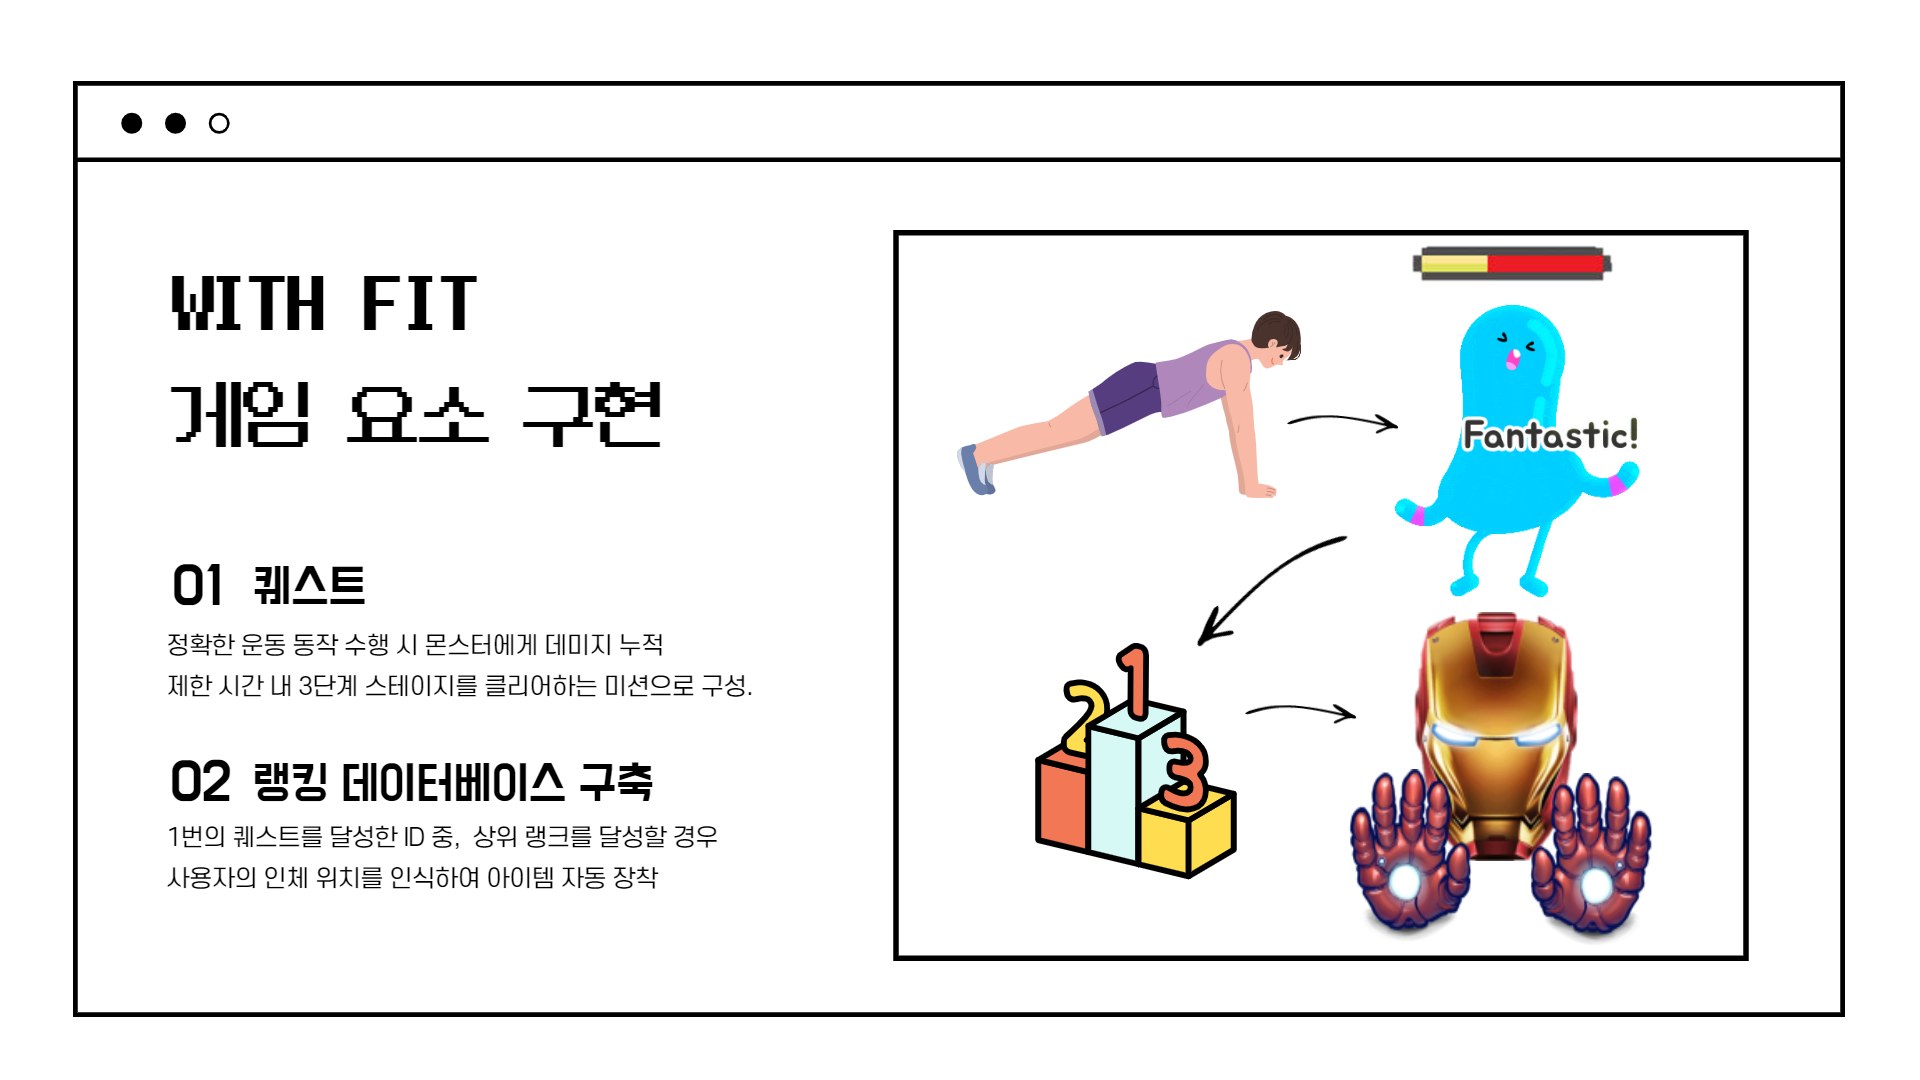 WITH FIT
게임 요소 구현
01 퀘스트
정확한 운동 동작 수행 시 몬스터에게 데미지 누적
제한 시간 내 3단계 스테이지를 클리어하는 미션으로 구성.
02 랭킹 데이터베이스 구축
1번의 퀘스트를 달성한 ID 중, 상위 랭크를 달성할 경우
사용자의 인체 위치를 인식하여 아이템 자동 장착
Fantastic!
1
2
3